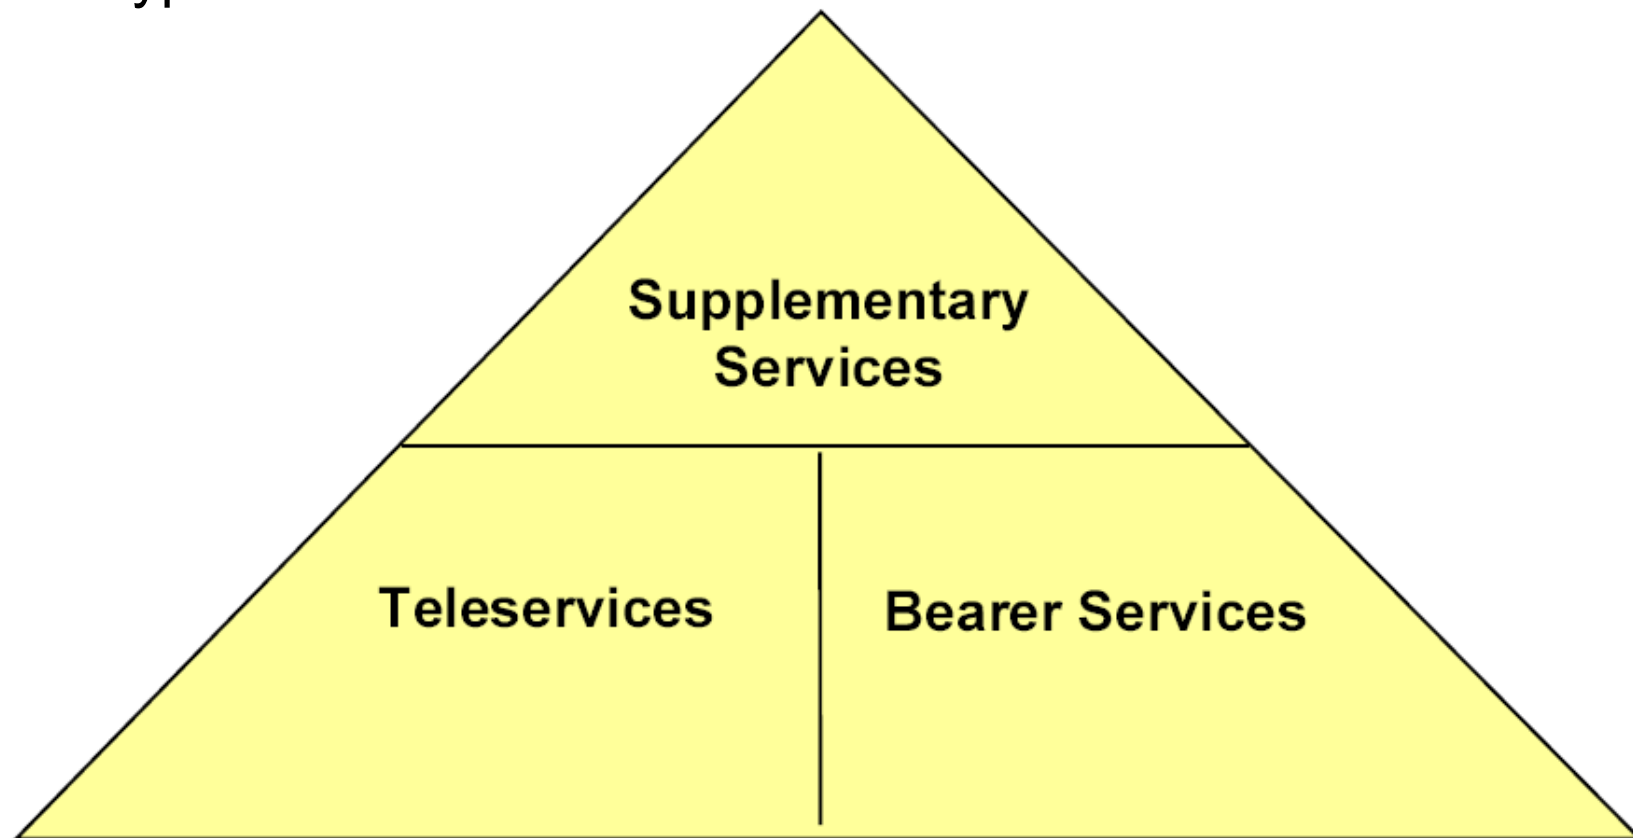 Supplementary
Services
Teleservices
Bearer Services